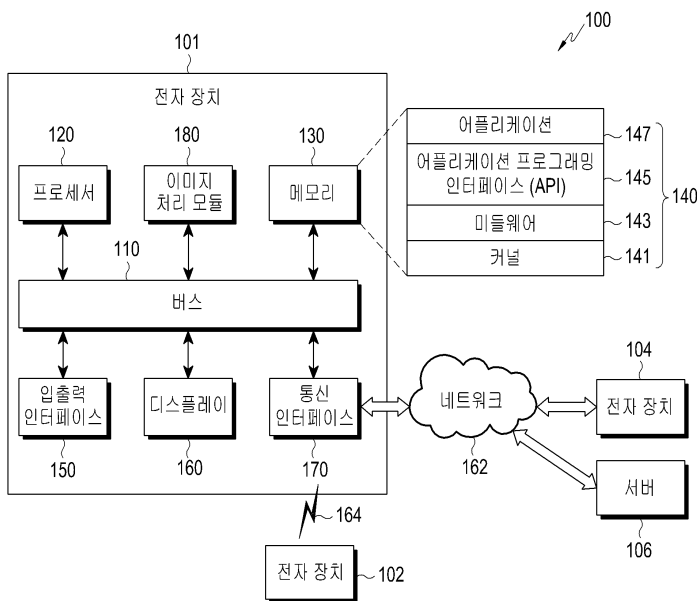 100
101
전자 장치
120
180
130
프로세서
이미지
처리 모듈
메모리
어플리케이션
147
어플리케이션 프로그래밍
인터페이스 (API)
145
140
미들웨어
143
커널
141
110
버스
입출력
인터페이스
디스플레이
통신
인터페이스
150
160
170
네트워크
162
104
전자 장치
서버
106
164
전자 장치
102